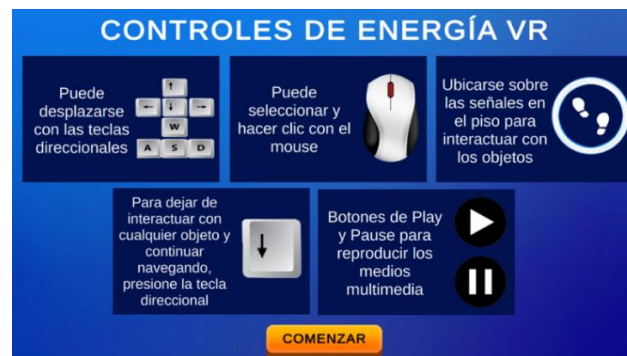 CONTROLES DE ENERGÍA VR
Puede
desplazarse
con las teclas
direccionales
W
A S D
Puede
seleccionar y
hacer clic con el
mouse
Ubicarse sobre
las señales en
el piso para
interactuar con
los objetos
Para dejar de
interactuar con
cualquier objeto y
continuar
navegando,
presione la tecla
direccional
Botones de Play
y Pause para
reproducir los
medios
multimedia
COMENZAR